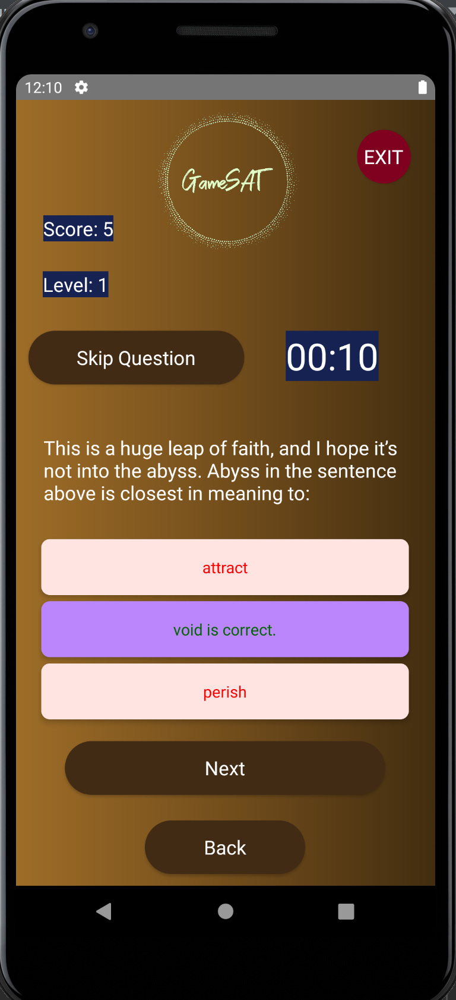 12:10
GameSAT
EXIT
Score: 5
Level: 1
Skip Question
00:10
This is a huge leap of faith, and I hope it’s
not into the abyss. Abyss in the sentence
above is closest in meaning to:
attract
void is correct.
perish
Next
Back